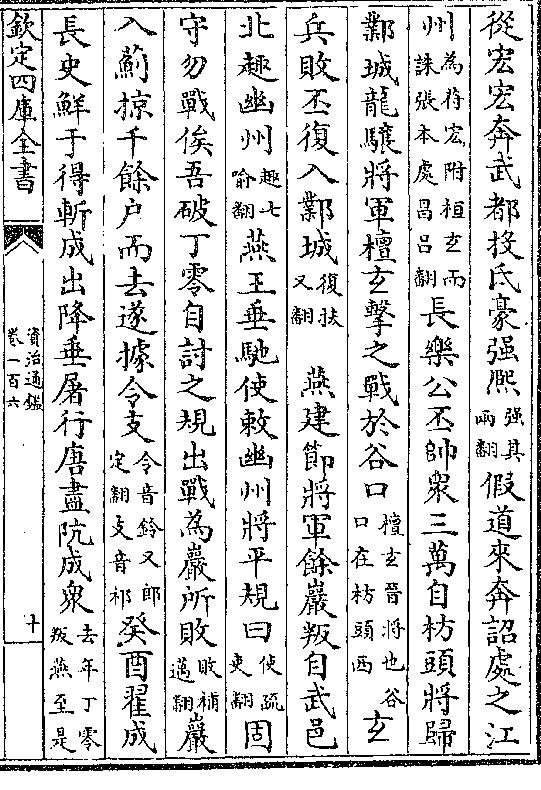 從宏宏奔武都投氐豪强熈强其兩翻假道來奔詔處之江
州為苻宏附桓玄而誅張本處昌呂翻長樂公丕帥衆三萬自枋頭將歸
鄴城龍驤將軍檀玄擊之戰於谷口檀玄晉將也谷口在枋頭西玄
兵敗丕復入鄴城復扶又翻　燕建節將軍餘巖叛自武邑
北趣幽州趣七喻翻燕王垂馳使敕幽州將平規曰使疏吏翻固
守勿戰俟吾破丁零自討之規出戰為巖所敗敗補邁翻巖
入薊掠千餘户而去遂據令支令音鈴又郎定翻支音祁癸酉翟成
長史鮮于得斬成出降垂屠行唐盡阬成衆去年丁零叛燕至是
欽定四庫全書
資治通鑑
卷一百六
十